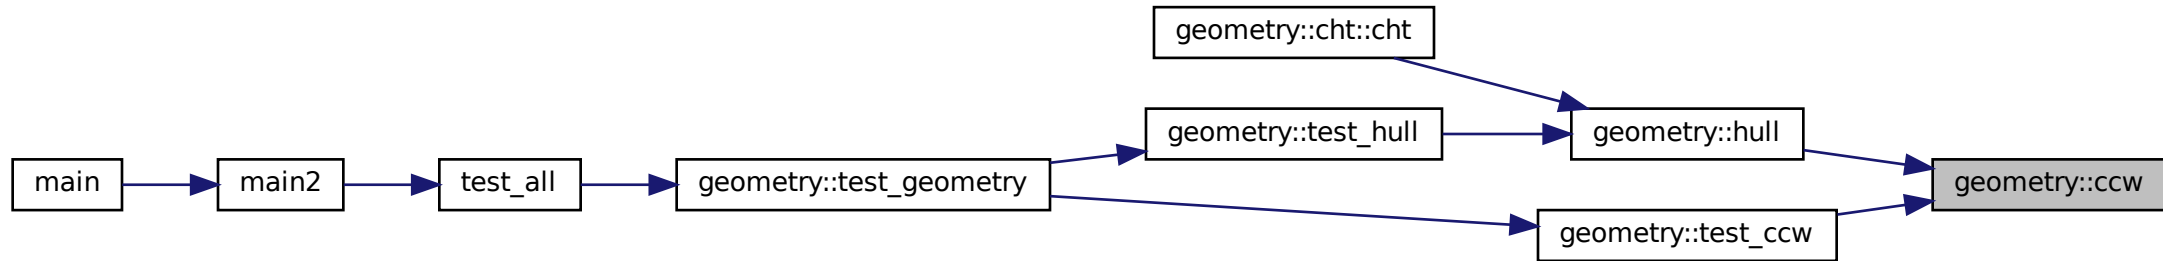 geometry::cht::cht
geometry::test_hull
geometry::hull
main
main2
test_all
geometry::test_geometry
geometry::ccw
geometry::test_ccw